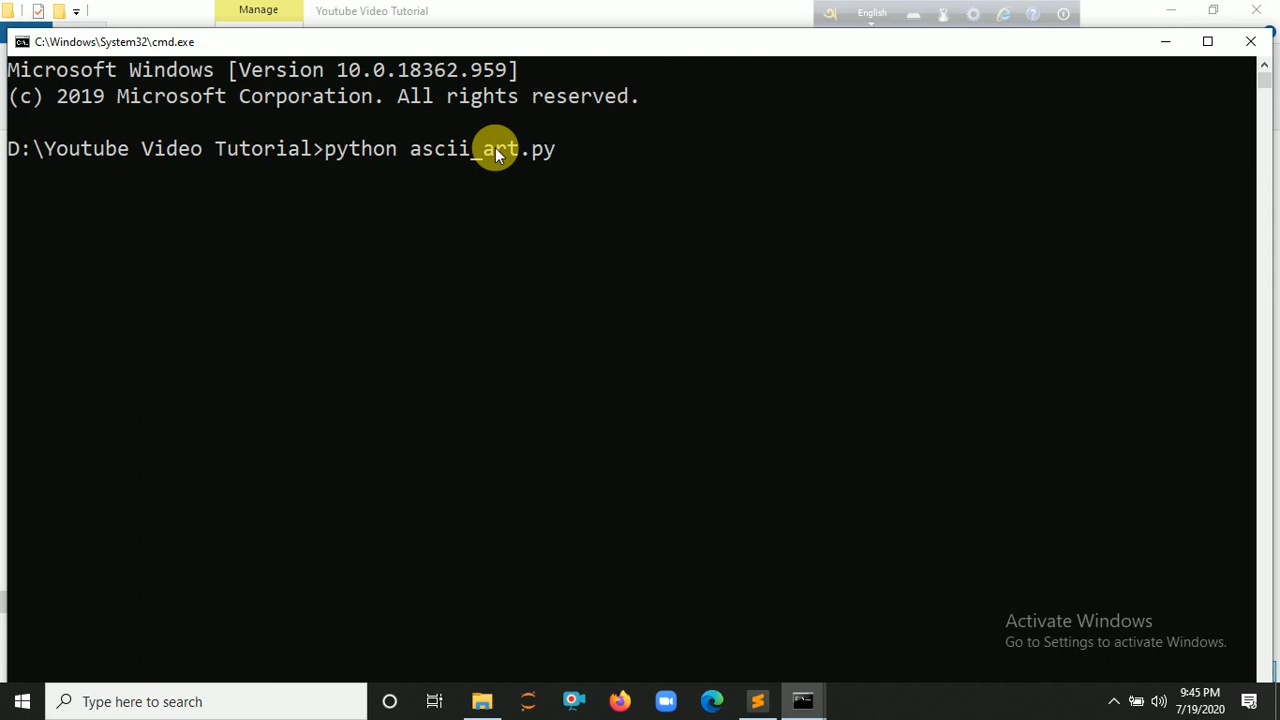 Manage
Youtube Video Tutorial
English
C:\Windows\System32\cmd.exe
Microsoft Windows [Version 10.0.18362.959]
(c) 2019 Microsoft Corporation. All rights reserved.
D:\Youtube Video Tutorial>python ascii_art.py
Activate Windows
Go to Settings to activate Windows.
Type here to search
9:45 PM
7/19/2020